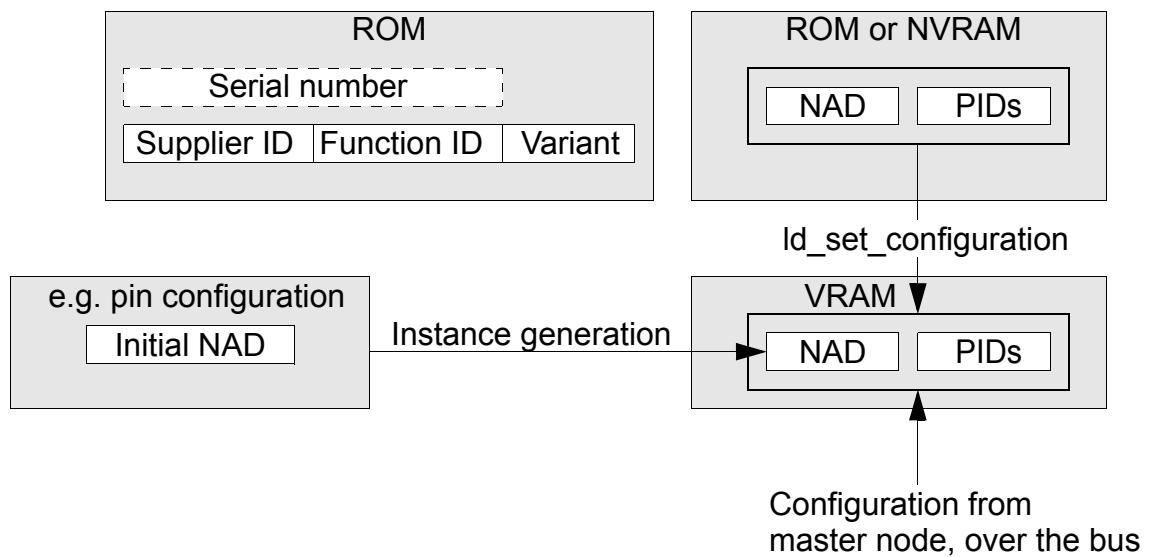 ROM
Serial number
Supplier ID Function ID Variant
ROM or NVRAM
NAD PIDs
ld_set_configuration
e.g. pin configuration
Initial NAD
Instance generation
VRAM
NAD PIDs
Configuration from
master node, over the bus